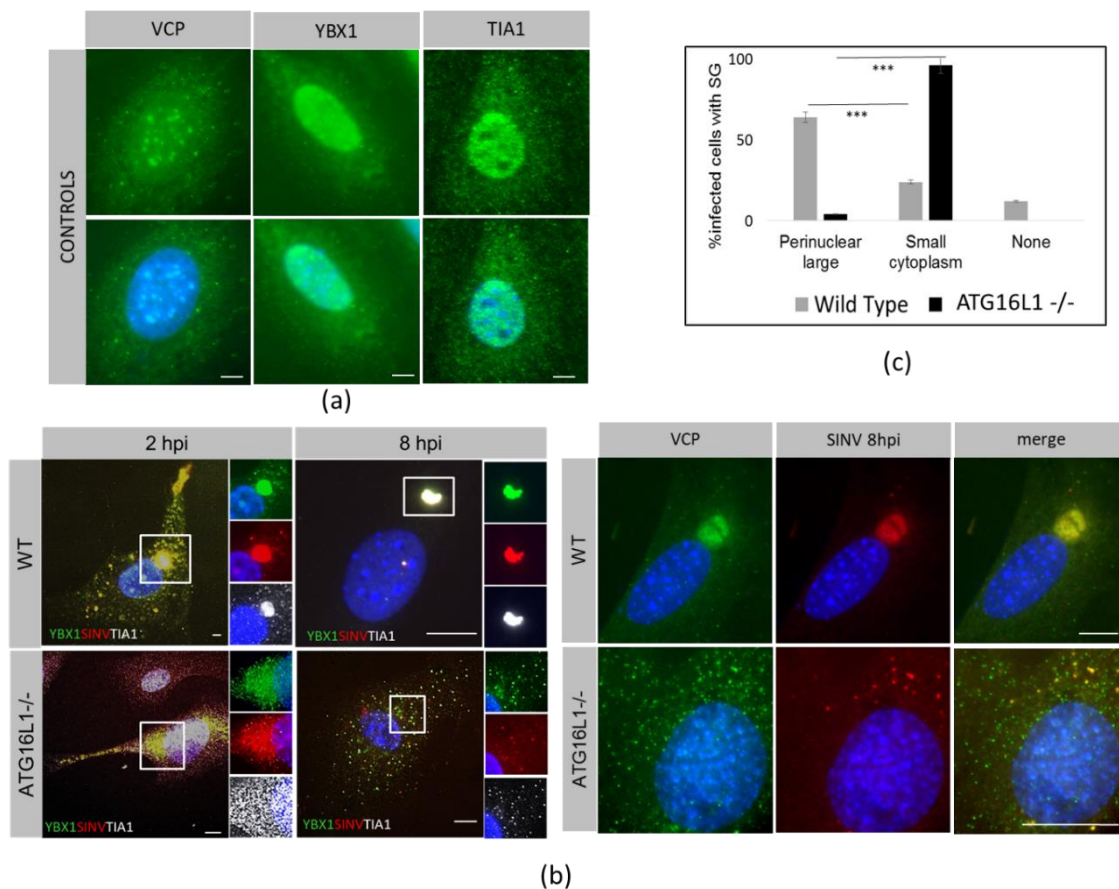 VCP YBX1 TIA1
CONTROLS
(a)
%infected cells with SG
100
50
0
***
***
Perinuclear large
Small cytoplasm
None
Wild Type ATG16L1 -/-
(c)
2 hpi 8 hpi
WT
YBX1SINVTIA1 YBX1SINVTIA1
ATG16L1-/-
YBX1SINVTIA1 YBX1SINVTIA1
VCP SINV 8hpi merge
WT
ATG16L1-/-
(b)